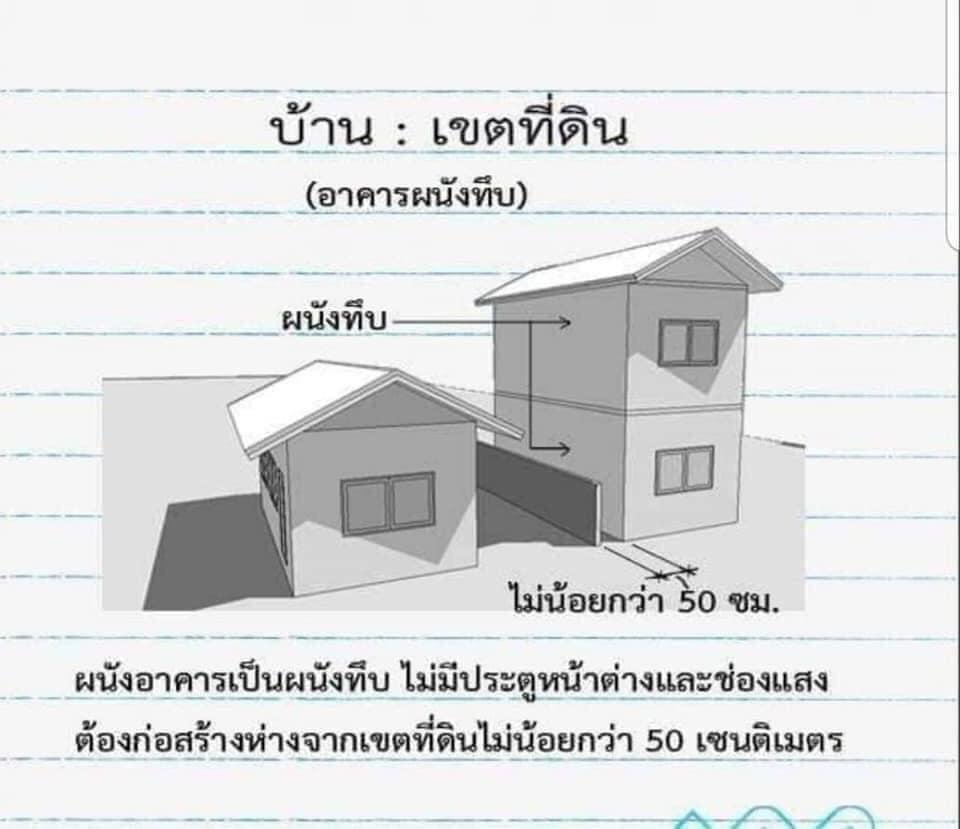 บ้าน : เขตที่ดิน
(อาคารผนังทึบ)
ผนังทึบ
ไม่น้อยกว่า 50 ซม.
ผนังอาคารเป็นผนังทึบ ไม่มีประตูหน้าต่างและช่องแสง
ต้องก่อสร้างห่างจากเขตที่ดินไม่น้อยกว่า 50 เซนติเมตร